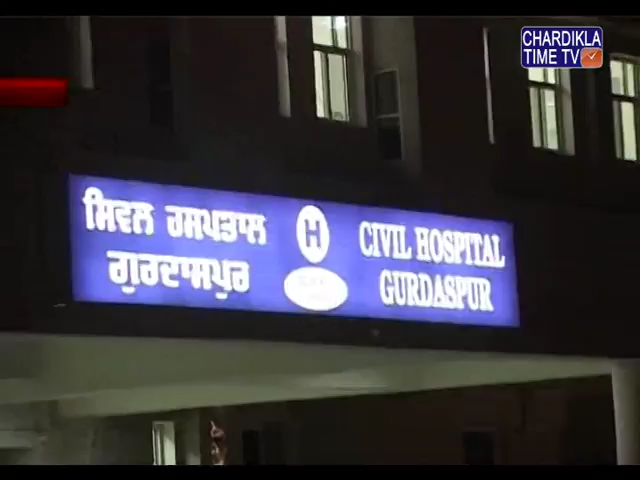 CHARDIKLA
TIME TV
ਸਿਵਲ ਹਸਪਤਾਲ
ਗੁਰਦਾਸਪੁਰ
H
CIVIL HOSPITAL
GURDASPUR